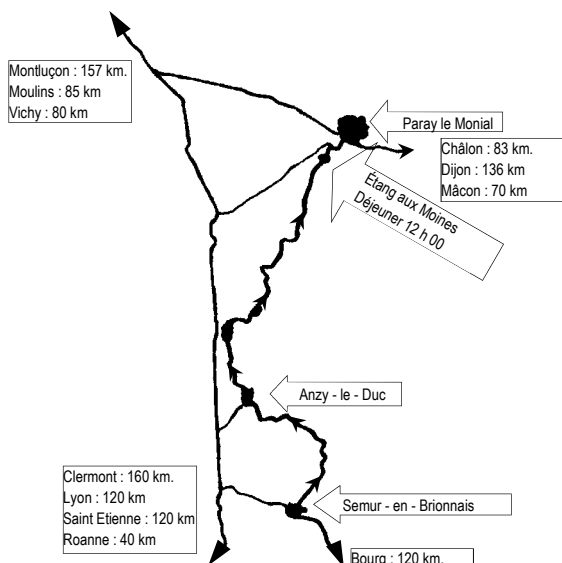 Montluçon : 157 km.
Moulins : 85 km
Vichy : 80 km
Paray le Monial
Châlon : 83 km.
Dijon : 136 km
Mâcon : 70 km
Étang aux Moines
Déjeuner 12 h 00
Anzy - le - Duc
Clermont : 160 km.
Lyon : 120 km
Saint Etienne : 120 km
Roanne : 40 km
Semur - en - Brionnais
Bourg : 120 km.